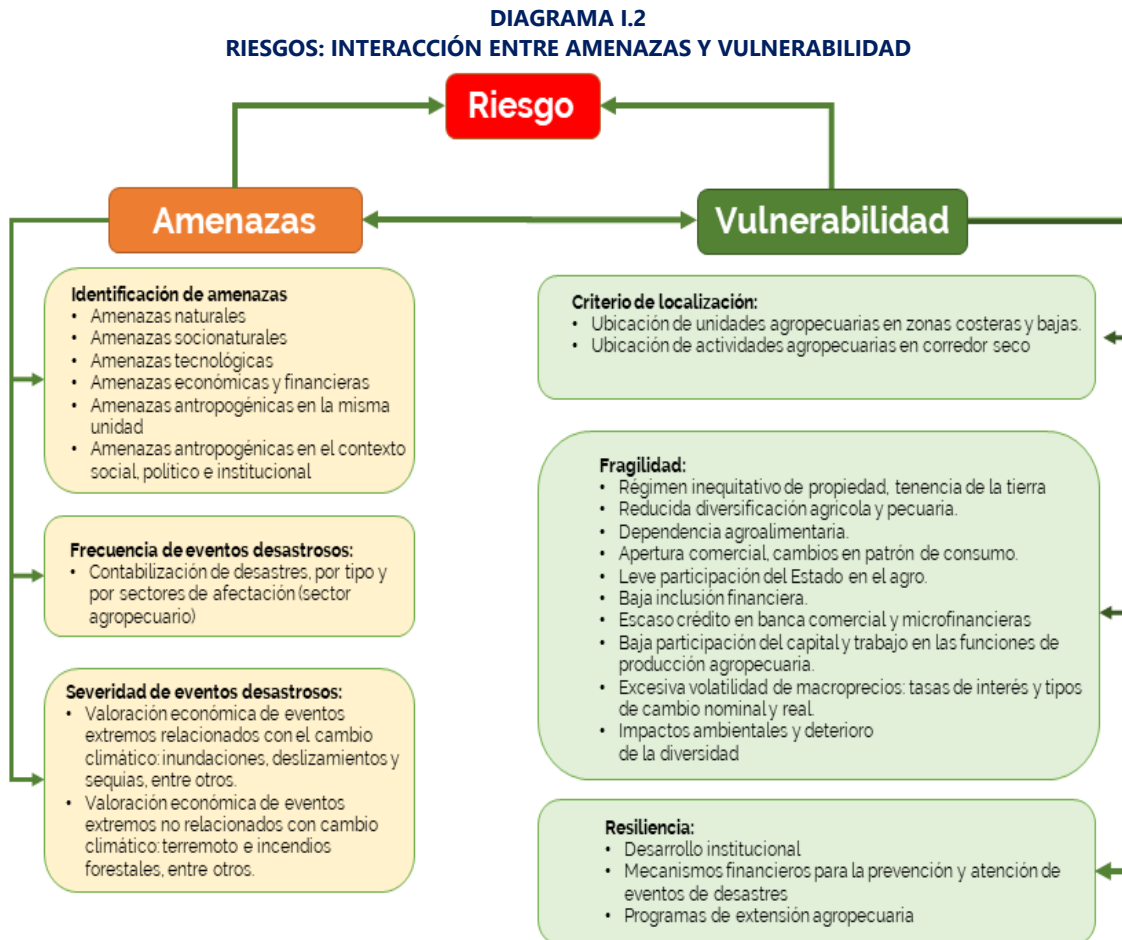 DIAGRAMA I.2
RIESGOS: INTERACCIÓN ENTRE AMENAZAS Y VULNERABILIDAD
Riesgo
Amenazas
Vulnerabilidad
Identificación de amenazas
• Amenazas naturales
• Amenazas socionaturales
• Amenazas tecnológicas
• Amenazas económicas y financieras
• Amenazas antropogénicas en la misma
unidad
• Amenazas antropogénicas en el contexto
social, político e institucional
Frecuencia de eventos desastrosos:
• Contabilización de desastres, por tipo y
por sectores de afectación (sector
agropecuario)
Severidad de eventos desastrosos:
• Valoración económica de eventos
extremos relacionados con el cambio
climático: inundaciones, deslizamientos y
sequias, entre otros.
• Valoración económica de eventos
extremos no relacionados con cambio
climático: terremoto e incendios
forestales, entre otros.
Criterio de localización:
• Ubicación de unidades agropecuarias en zonas costeras y bajas.
• Ubicación de actividades agropecuarias en corredor seco
Fragilidad:
• Régimen inequitativo de propiedad, tenencia de la tierra
• Reducida diversificación agrícola y pecuaria.
• Dependencia agroalimentaria.
• Apertura comercial, cambios en patrón de consumo.
• Leve participación del Estado en el agro.
• Baja inclusión financiera.
• Escaso crédito en banca comercial y microfinancieras
• Baja participación del capital y trabajo en las funciones de
producción agropecuaria.
• Excesiva volatilidad de macroprecios: tasas de interés y tipos
de cambio nominal y real.
• Impactos ambientales y deterioro
de la diversidad
Resiliencia:
• Desarrollo institucional
• Mecanismos financieros para la prevención y atención de
eventos de desastres
• Programas de extensión agropecuaria